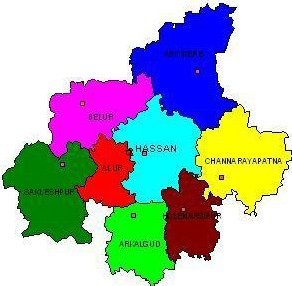 ARSIKERE
BELUR
HASSAN
CHANNARAYAPATNA
ALUR
SAKLESHPUR
HOLENARSIPUR
ARKALGUD